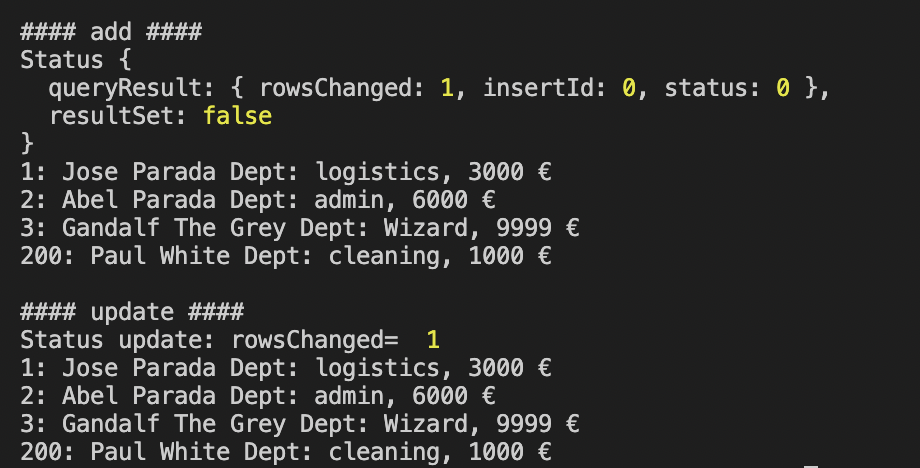 #### add ####
Status {
  queryResult: { rowsChanged: 1, insertId: 0, status: 0 },
  resultSet: false
}
1: Jose Parada Dept: logistics, 3000 €
2: Abel Parada Dept: admin, 6000 €
3: Gandalf The Grey Dept: Wizard, 9999 €
200: Paul White Dept: cleaning, 1000 €

#### update ####
Status update: rowsChanged=  1
1: Jose Parada Dept: logistics, 3000 €
2: Abel Parada Dept: admin, 6000 €
3: Gandalf The Grey Dept: Wizard, 9999 €
200: Paul White Dept: cleaning, 1000 €